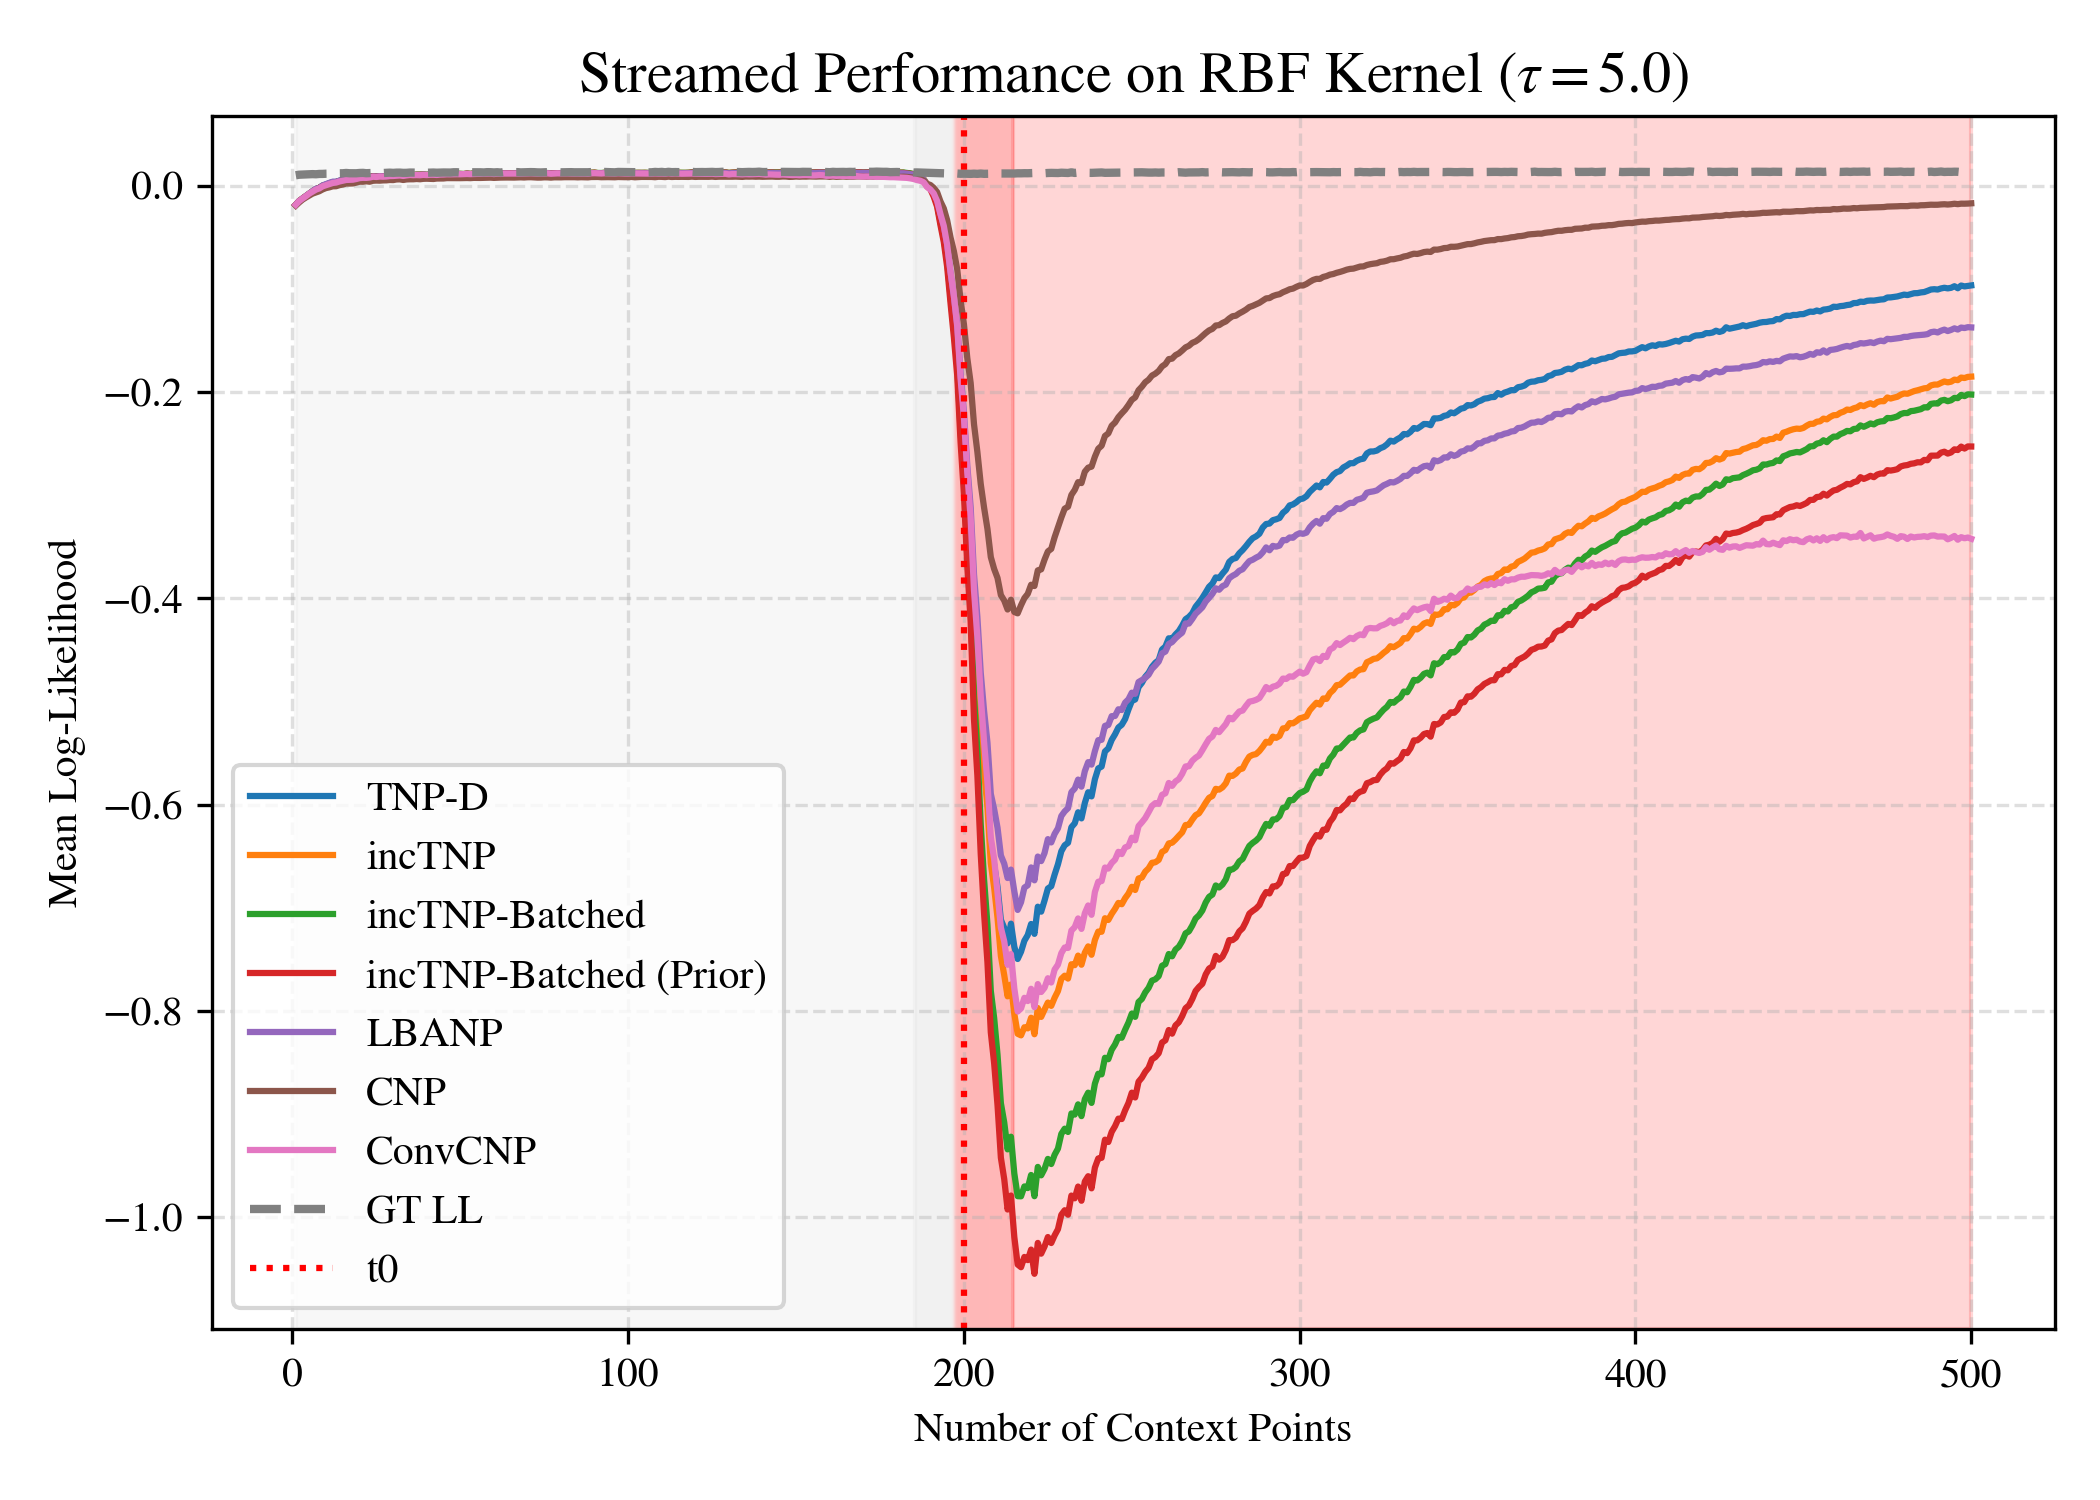 Streamed Performance on RBF Kernel (τ = 5.0)
Mean Log-Likelihood
0.0
−0.2
−0.4
−0.6
−0.8
−1.0
TNP-D
incTNP
incTNP-Batched
incTNP-Batched (Prior)
LBANP
CNP
ConvCNP
GT LL
t0
0 100 200 300 400 500
Number of Context Points